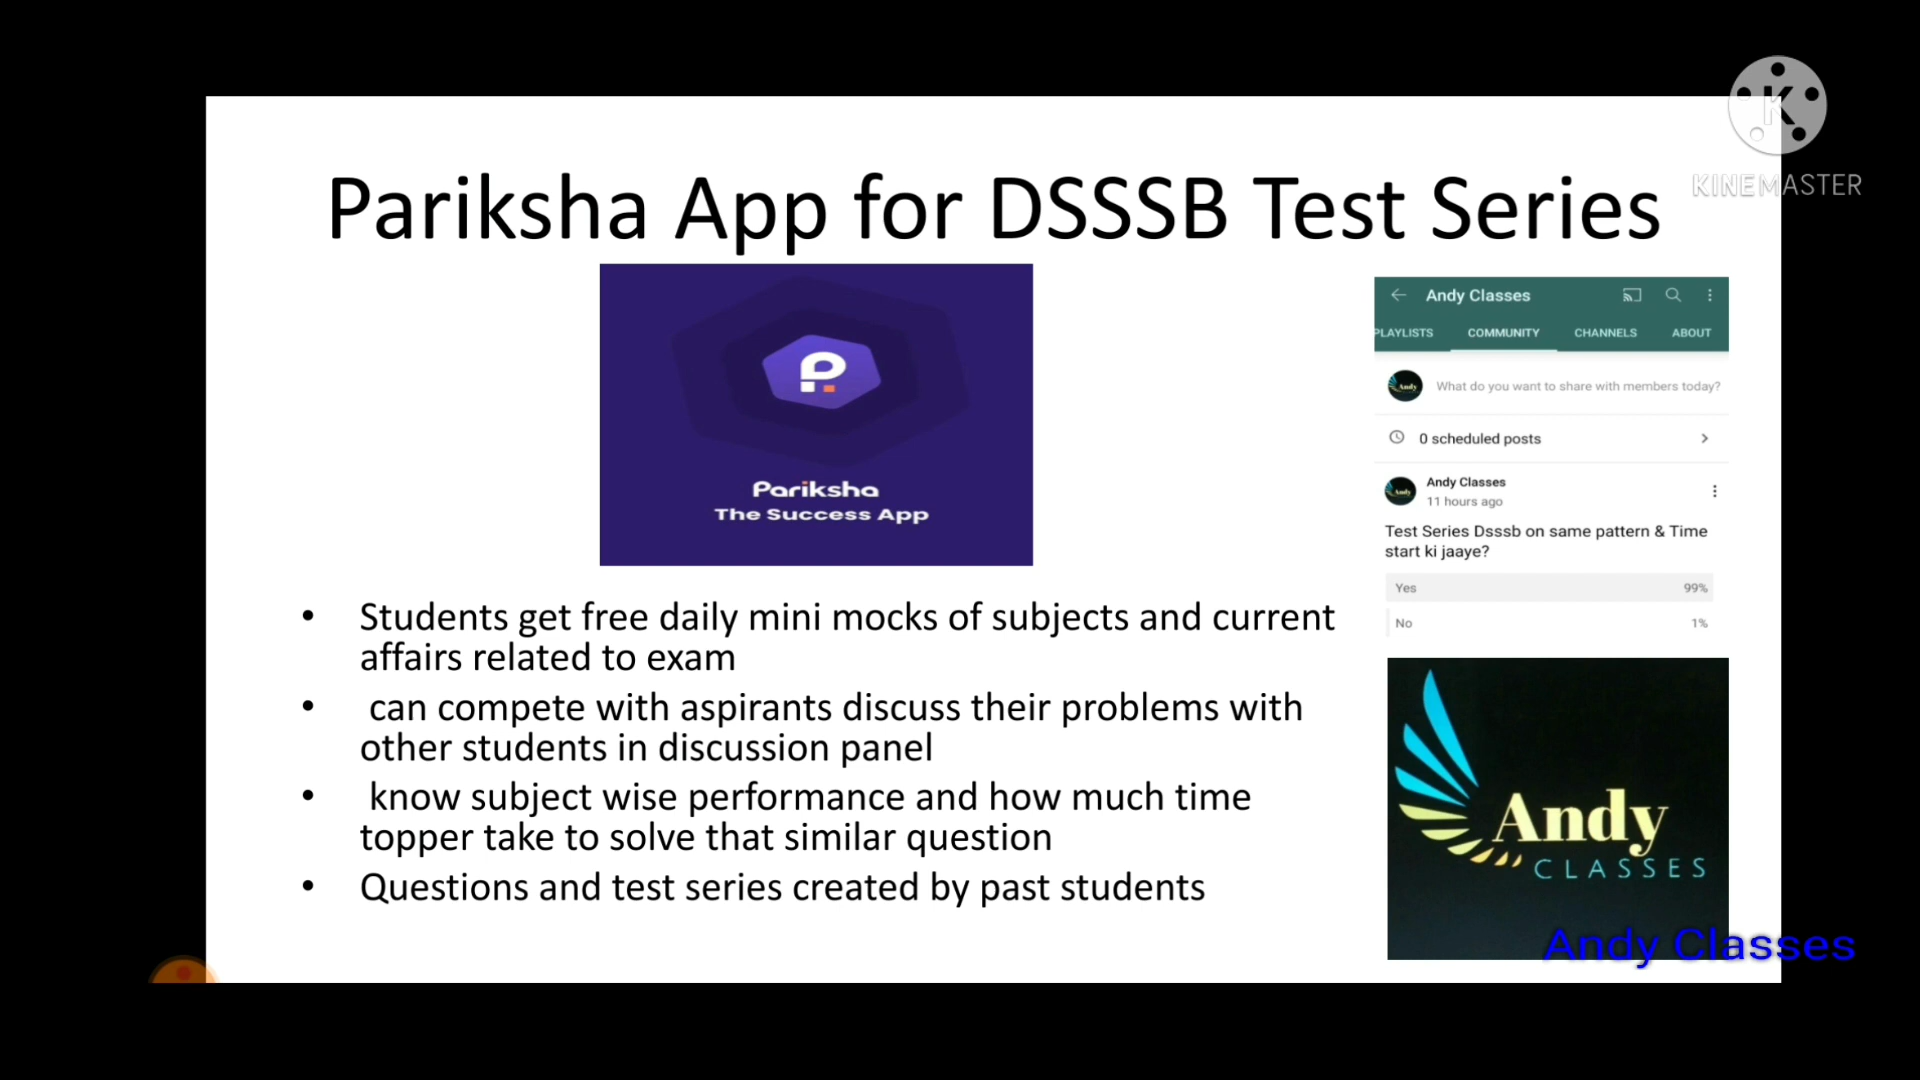 K
KINEMASTER
Pariksha App for DSSSB Test Series
Pariksha
The Success App
Andy Classes
PLAYLISTS COMMUNITY CHANNELS ABOUT
Andy What do you want to share with members today?
0 scheduled posts
Andy Classes
Andy 11 hours ago
Test Series Dsssb on same pattern & Time
start ki jaaye?
Yes 99%
No 1%
• Students get free daily mini mocks of subjects and current
affairs related to exam
• can compete with aspirants discuss their problems with
other students in discussion panel
• know subject wise performance and how much time
topper take to solve that similar question
• Questions and test series created by past students
Andy
CLASSES
Andy Classes